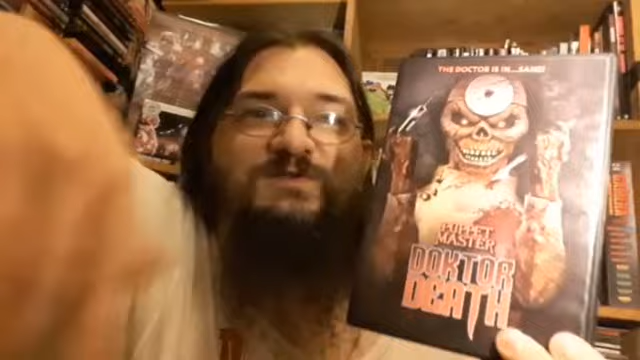 THE DOCTOR IS IN...SANE!
PUPPET
MASTER
DOKTOR
DEATH